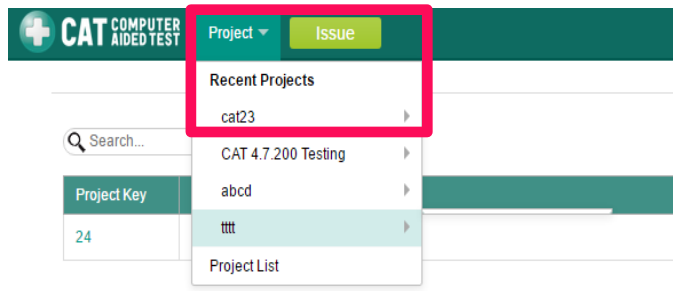 CAT COMPUTER AIDED TEST
Project
Issue
Recent Projects
cat23
CAT 4.7.200 Testing
abcd
tttt
Project List
Search...
Project Key
24